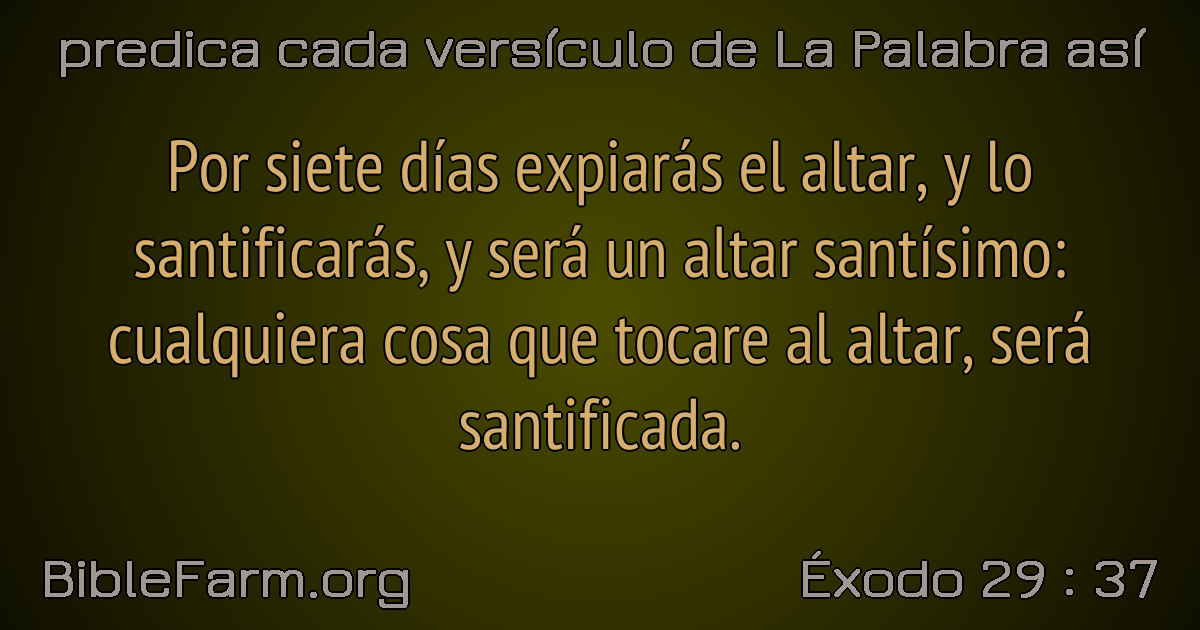 predica cada versículo de La Palabra así
Por siete días expiarás el altar, y lo
santificarás, y será un altar santísimo:
cualquiera cosa que tocare al altar, será
santificada.
BibleFarm.org
Éxodo 29 : 37